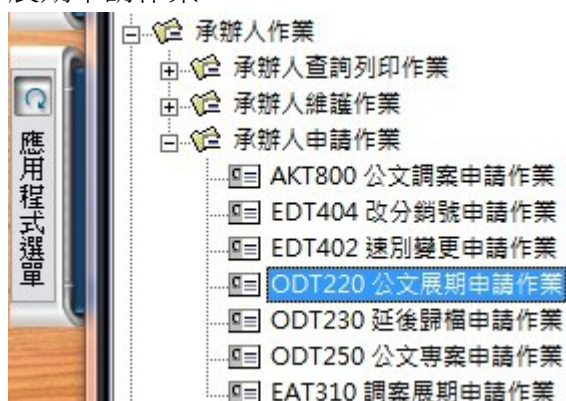 承辦人作業
承辦人查詢列印作業
承辦人維護作業
承辦人申請作業
AKT800 公文調案申請作業
EDT404 改分銷號申請作業
EDT402 速別變更申請作業
ODT220 公文展期申請作業
ODT230 延後歸檔申請作業
ODT250 公文專案申請作業
EAT310 調案展期申請作業
應用程式選單